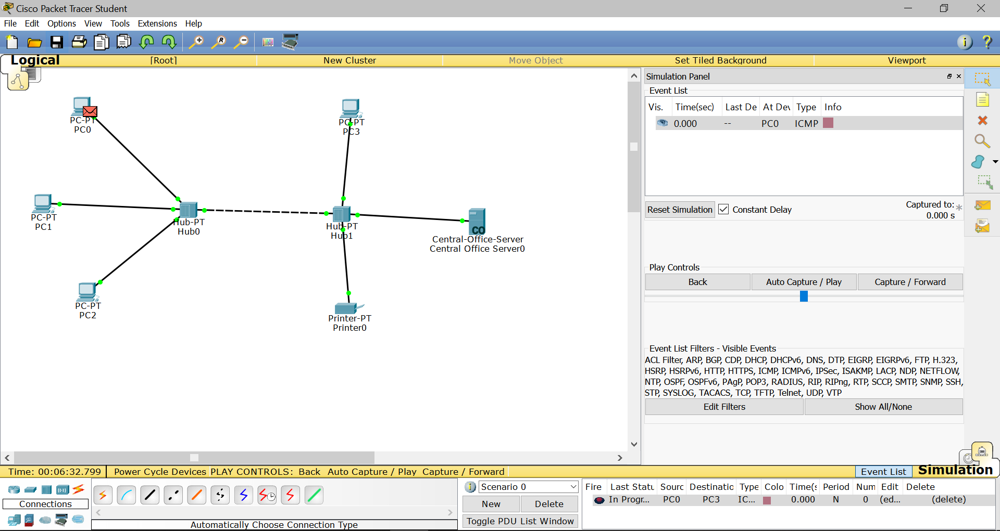 Cisco Packet Tracer Student
File Edit Options View Tools Extensions Help
Logical [Root] New Cluster Move Object Set Tiled Background Viewport
PC-PT
PC0
PC-PT
PC3
PC-PT
PC1
Hub-PT
Hub0
Hub-PT
Hub1
CO
Central-Office-Server
Central Office Server0
PC-PT
PC2
Printer-PT
Printer0
Simulation Panel
Event List
Vis. Time(sec) Last De At Dev Type Info
0.000 -- PC0 ICMP
Reset Simulation Constant Delay
Captured to: *
0.000 s
Play Controls
Back Auto Capture / Play Capture / Forward
Event List Filters - Visible Events
ACL Filter, ARP, BGP, CDP, DHCP, DHCPv6, DNS, DTP, EIGRP, EIGRPv6, FTP, H.323,
HSRP, HSRPv6, HTTP, HTTPS, ICMP, ICMPv6, IPSec, ISAKMP, LACP, NDP, NETFLOW,
NTP, OSPF, OSPFv6, PAgP, POP3, RADIUS, RIP, RIPng, RTP, SCCP, SMTP, SNMP, SSH,
STP, SYSLOG, TACACS, TCP, TFTP, Telnet, UDP, VTP
Edit Filters Show All/None
Time: 00:06:32.799 Power Cycle Devices PLAY CONTROLS: Back Auto Capture / Play Capture / Forward
Event List Simulation
Connections
Automatically Choose Connection Type
Scenario 0
New Delete
Toggle PDU List Window
Fire Last Statu Sourc Destinatio Type Colo Time(s Period Num Edit Delete
In Progr... PC0 PC3 IC... 0.000 N 0 (ed... (delete)